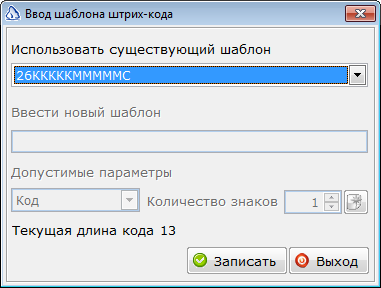 Ввод шаблона штрих-кода
Использовать существующий шаблон
26КККККМММММС
Ввести новый шаблон
Допустимые параметры
Код Количество знаков 1
Текущая длина кода 13
Записать Выход